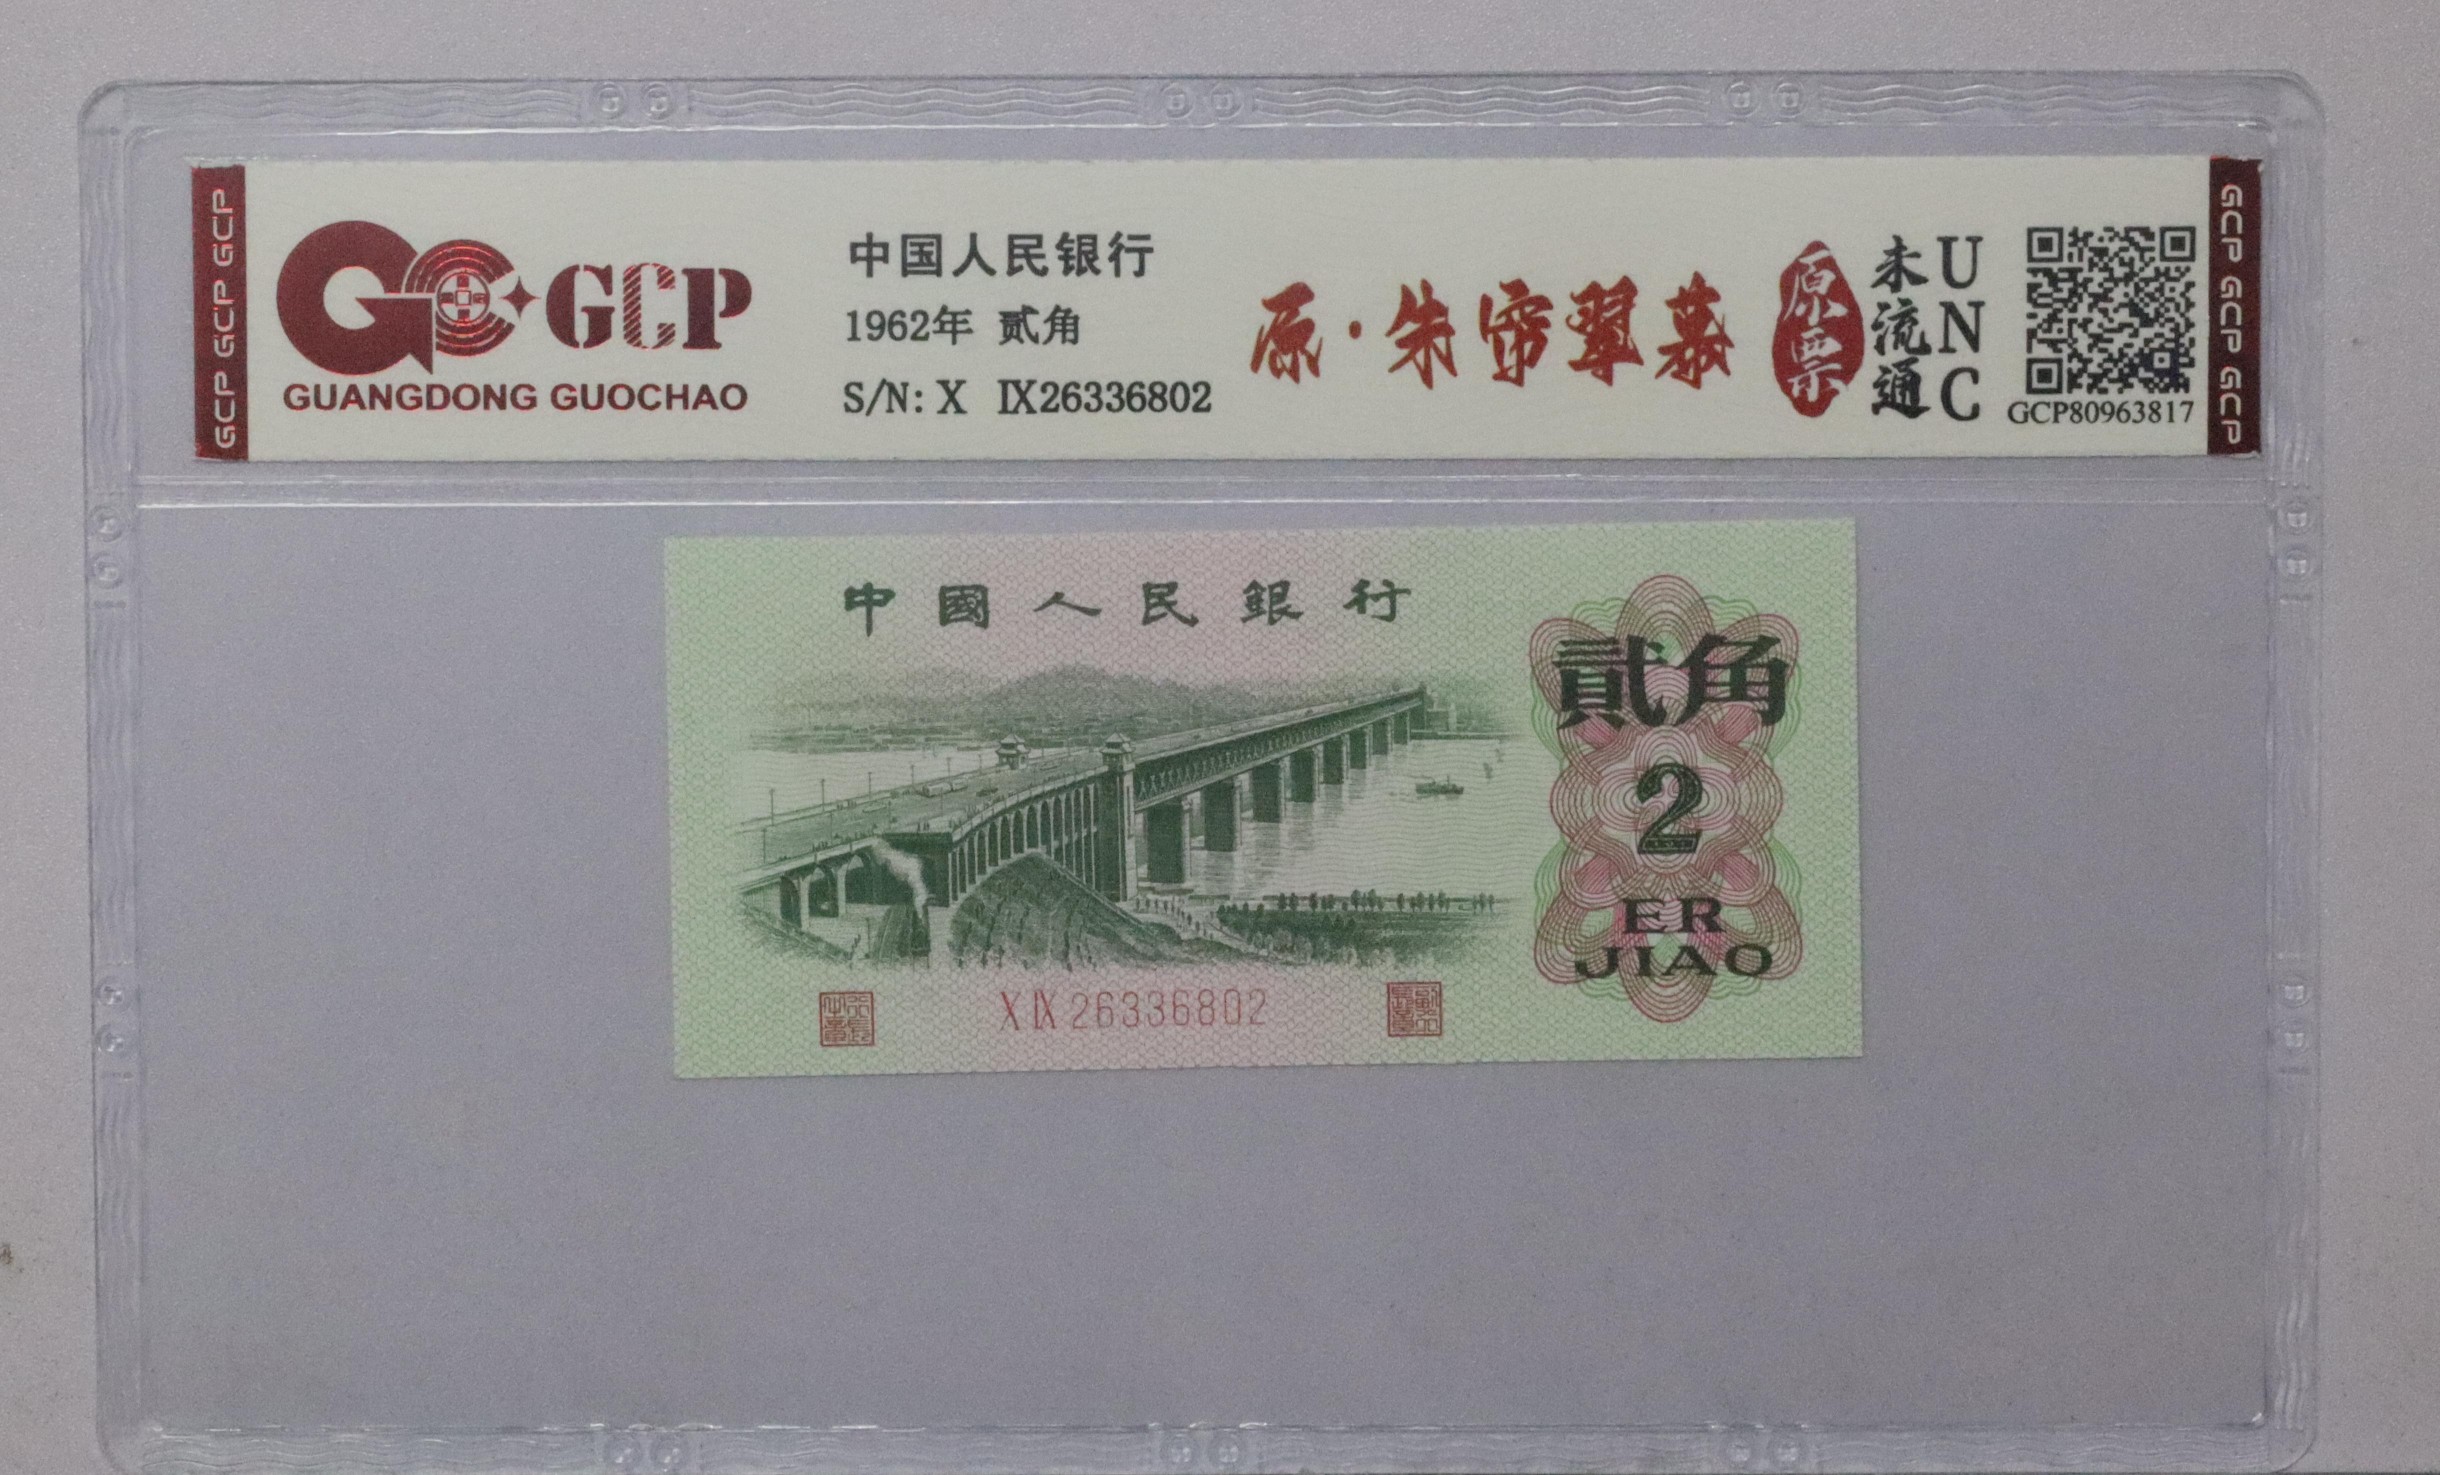 GCP GCP GCP
GCP
GUANGDONG GUOCHAO
中国人民银行
1962年 贰角
S/N: X IX26336802
原·朱帘翠幕
原票
未流通
UNC
GCP80963817
GCP GCP GCP
中國人民銀行
貳角
2
ER
JIAO
X IX 26336802